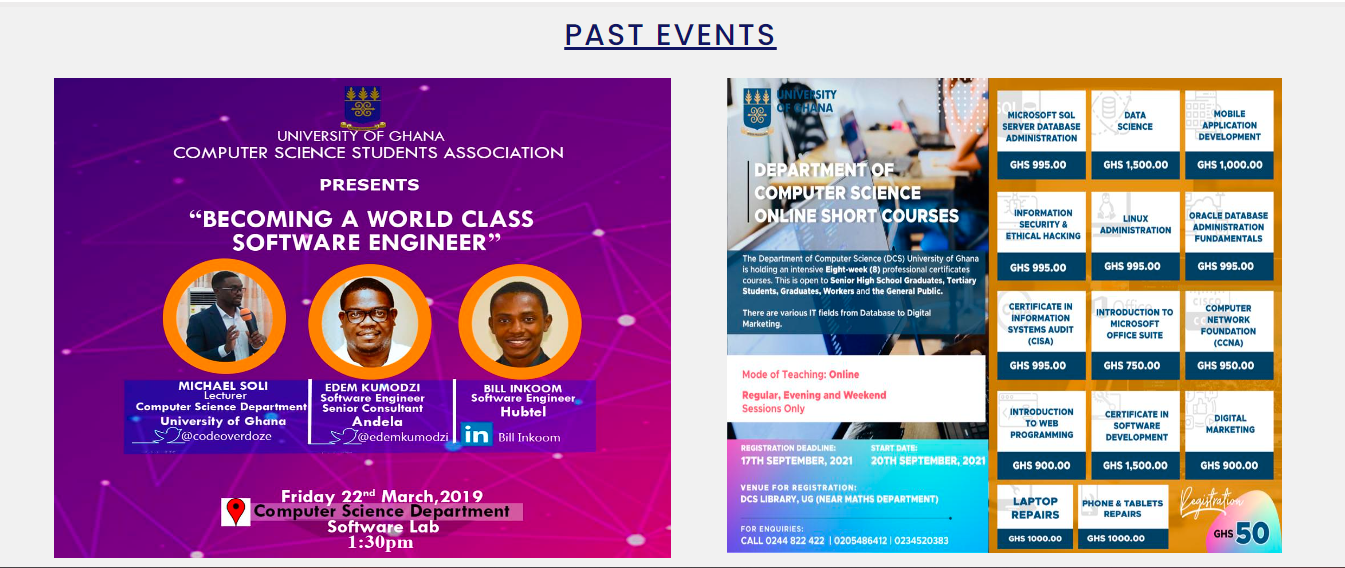 PAST EVENTS
UNIVERSITY OF GHANA
COMPUTER SCIENCE STUDENTS ASSOCIATION
PRESENTS
“BECOMING A WORLD CLASS
SOFTWARE ENGINEER”
MICHAEL SOLI
Lecturer
Computer Science Department
University of Ghana
@codeoverdoze
EDEM KUMODZI
Software Engineer
Senior Consultant
Andela
@edemkumodzi
BILL INKOOM
Software Engineer
Hubtel
in Bill Inkoom
Friday 22nd March,2019
Computer Science Department
Software Lab
1:30pm
UNIVERSITY
OF GHANA
DEPARTMENT OF
COMPUTER SCIENCE
ONLINE SHORT COURSES
The Department of Computer Science (DCS) University of Ghana
is holding an intensive Eight-week (8) professional certificates
courses. This is open to Senior High School Graduates, Tertiary
Students, Graduates, Workers and the General Public.
There are various IT fields from Database to Digital
Marketing.
Mode of Teaching: Online
Regular, Evening and Weekend
Sessions Only
REGISTRATION DEADLINE:
17TH SEPTEMBER, 2021
START DATE:
20TH SEPTEMBER, 2021
VENUE FOR REGISTRATION:
DCS LIBRARY, UG (NEAR MATHS DEPARTMENT)
FOR ENQUIRIES:
CALL 0244 822 422 | 0205486412 | 0234520383
SQL
MICROSOFT SQL
SERVER DATABASE
ADMINISTRATION
GHS 995.00
DATA
SCIENCE
GHS 1,500.00
MOBILE
APPLICATION
DEVELOPMENT
GHS 1,000.00
INFORMATION
SECURITY &
ETHICAL HACKING
GHS 995.00
LINUX
ADMINISTRATION
GHS 995.00
ORACLE DATABASE
ADMINISTRATION
FUNDAMENTALS
GHS 995.00
CERTIFICATE IN
INFORMATION
SYSTEMS AUDIT
(CISA)
GHS 995.00
Office
INTRODUCTION TO
MICROSOFT
OFFICE SUITE
GHS 750.00
CISCO
COMPUTER
NETWORK
FOUNDATION
(CCNA)
GHS 950.00
INTRODUCTION
TO WEB
PROGRAMMING
GHS 900.00
CERTIFICATE IN
SOFTWARE
DEVELOPMENT
GHS 1,500.00
DIGITAL
MARKETING
GHS 900.00
LAPTOP
REPAIRS
GHS 1000.00
PHONE & TABLETS
REPAIRS
GHS 1000.00
Registration
GHS 50